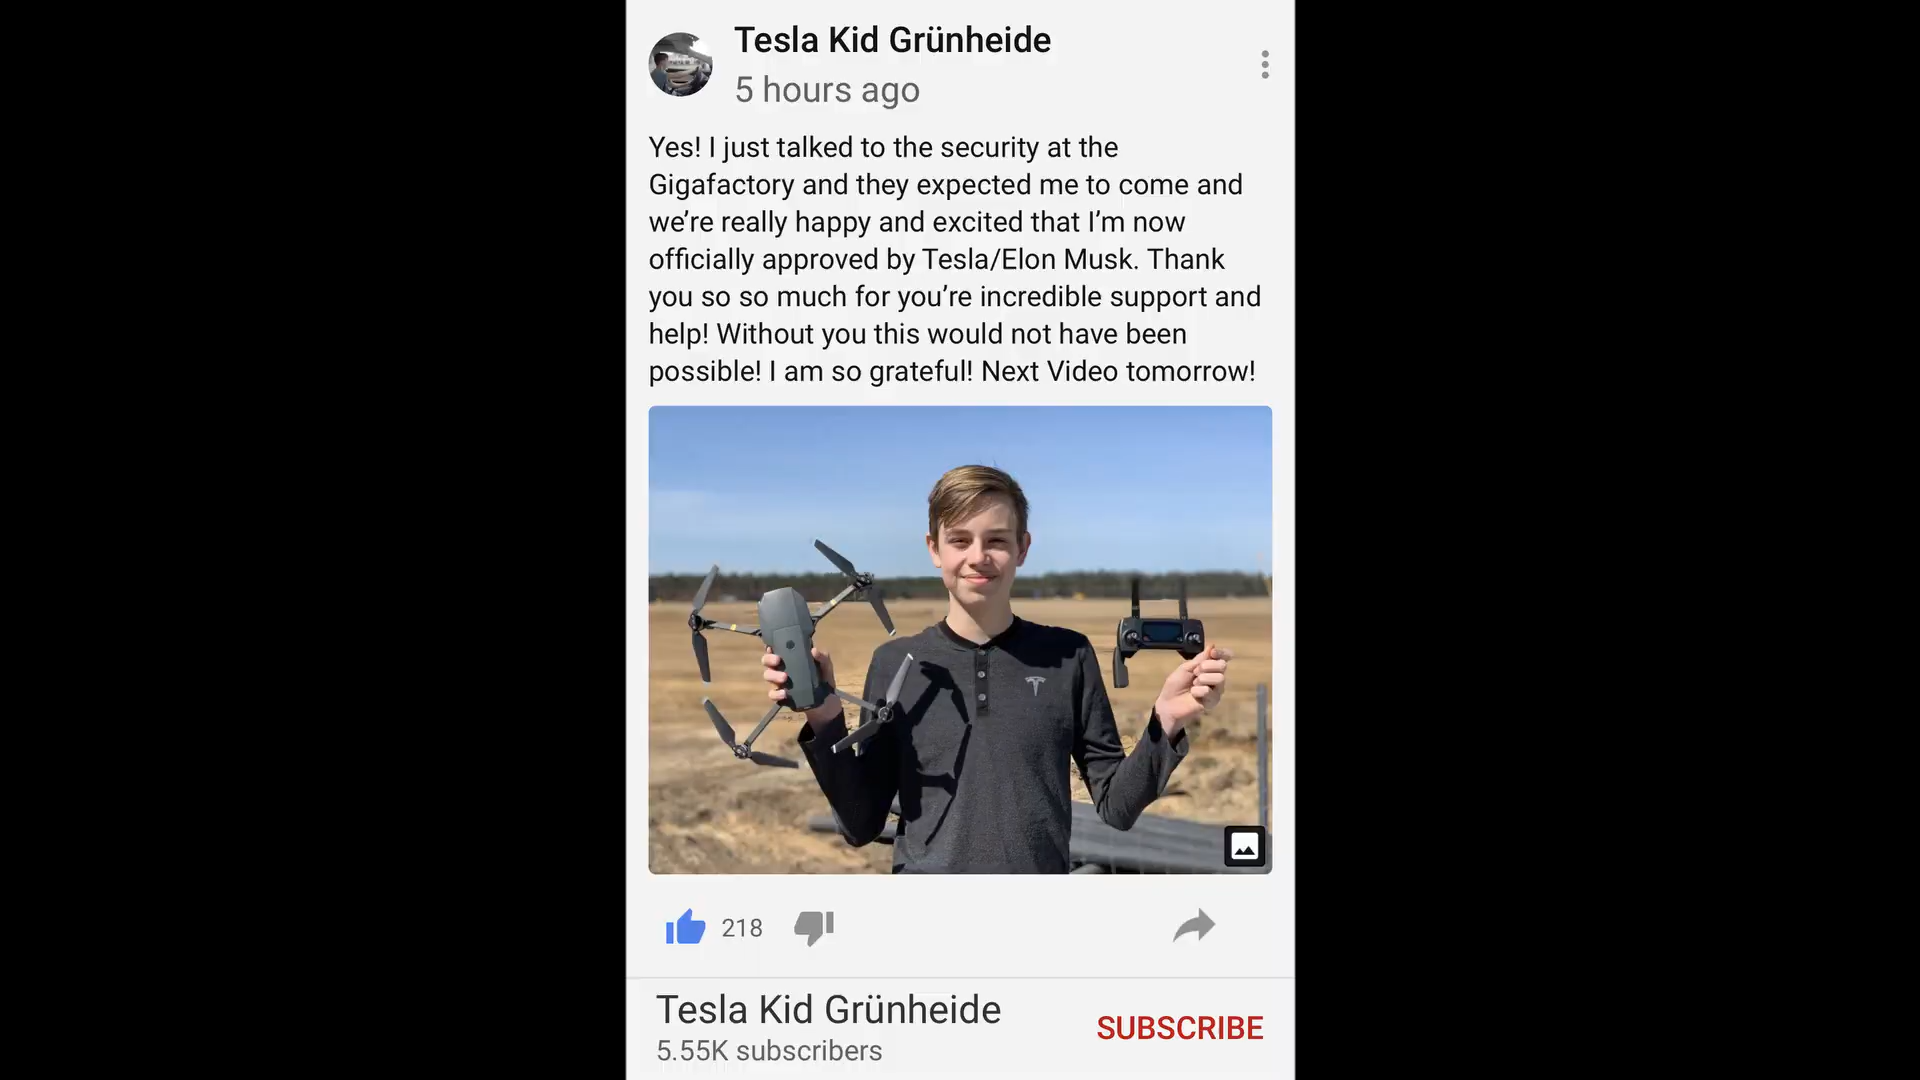 Tesla Kid Grünheide
5 hours ago
Yes! I just talked to the security at the
Gigafactory and they expected me to come and
we’re really happy and excited that I’m now
officially approved by Tesla/Elon Musk. Thank
you so so much for you’re incredible support and
help! Without you this would not have been
possible! I am so grateful! Next Video tomorrow!
218
Tesla Kid Grünheide
SUBSCRIBE
5.55K subscribers